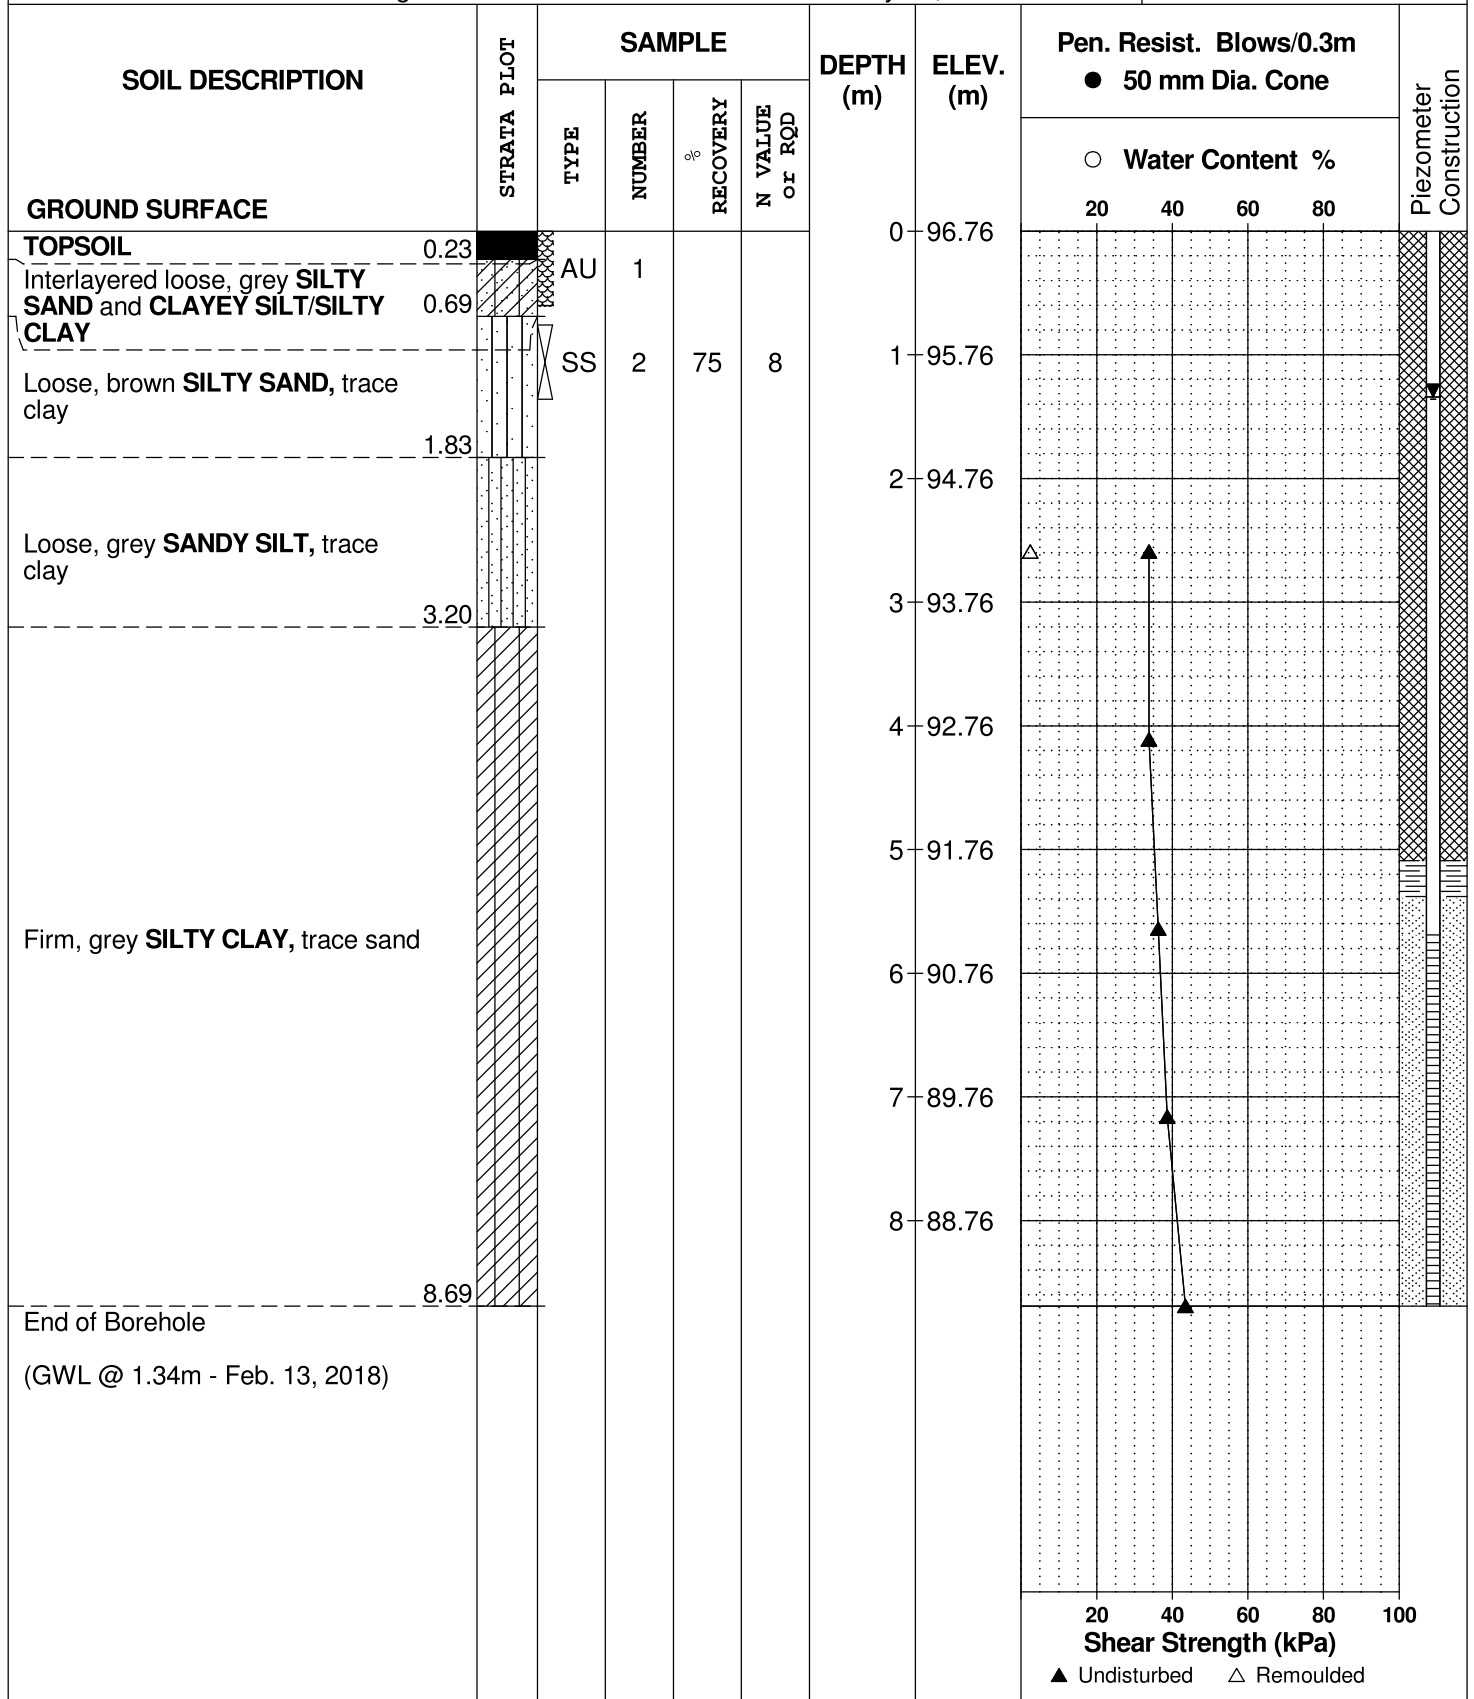 SOIL DESCRIPTION
GROUND SURFACE
STRATA PLOT
SAMPLE
TYPE
NUMBER
%
RECOVERY
N VALUE
or RQD
DEPTH
(m)
ELEV.
(m)
Pen. Resist. Blows/0.3m
● 50 mm Dia. Cone
○ Water Content %
20 40 60 80
Piezometer
Construction
TOPSOIL 0.23
Interlayered loose, grey SILTY
SAND and CLAYEY SILT/SILTY 0.69
CLAY
Loose, brown SILTY SAND, trace
clay
1.83
Loose, grey SANDY SILT, trace
clay
3.20
Firm, grey SILTY CLAY, trace sand
8.69
End of Borehole
(GWL @ 1.34m - Feb. 13, 2018)
AU 1
SS 2 75 8
0 96.76
1 95.76
2 94.76
3 93.76
4 92.76
5 91.76
6 90.76
7 89.76
8 88.76
20 40 60 80 100
Shear Strength (kPa)
▲ Undisturbed △ Remoulded